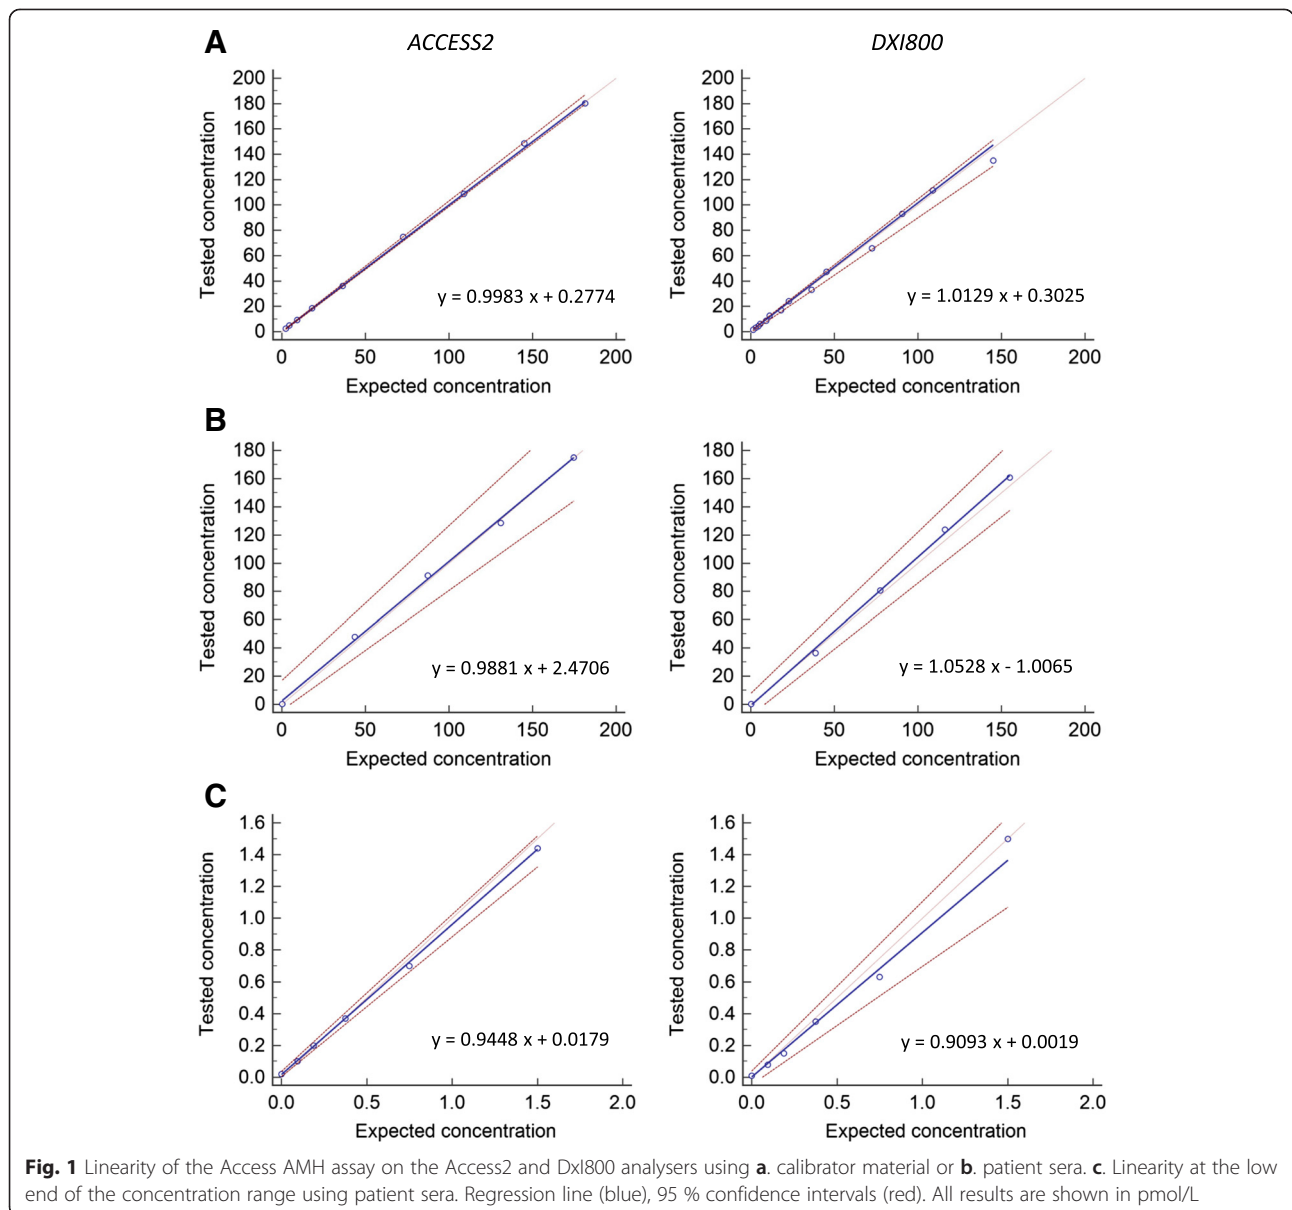 A
ACCESS2
DXI800
200
180
160
140
120
100
80
60
40
20
0
Tested concentration
y = 0.9983 x + 0.2774
0 50 100 150 200
Expected concentration
200
180
160
140
120
100
80
60
40
20
0
Tested concentration
y = 1.0129 x + 0.3025
0 50 100 150 200
Expected concentration
B
180
160
140
120
100
80
60
40
20
0
Tested concentration
y = 0.9881 x + 2.4706
0 50 100 150 200
Expected concentration
180
160
140
120
100
80
60
40
20
0
Tested concentration
y = 1.0528 x - 1.0065
0 50 100 150 200
Expected concentration
C
1.6
1.4
1.2
1.0
0.8
0.6
0.4
0.2
0.0
Tested concentration
y = 0.9448 x + 0.0179
0.0 0.5 1.0 1.5 2.0
Expected concentration
1.6
1.4
1.2
1.0
0.8
0.6
0.4
0.2
0.0
Tested concentration
y = 0.9093 x + 0.0019
0.0 0.5 1.0 1.5 2.0
Expected concentration
Fig. 1 Linearity of the Access AMH assay on the Access2 and DxI800 analysers using a. calibrator material or b. patient sera. c. Linearity at the low
end of the concentration range using patient sera. Regression line (blue), 95 % confidence intervals (red). All results are shown in pmol/L